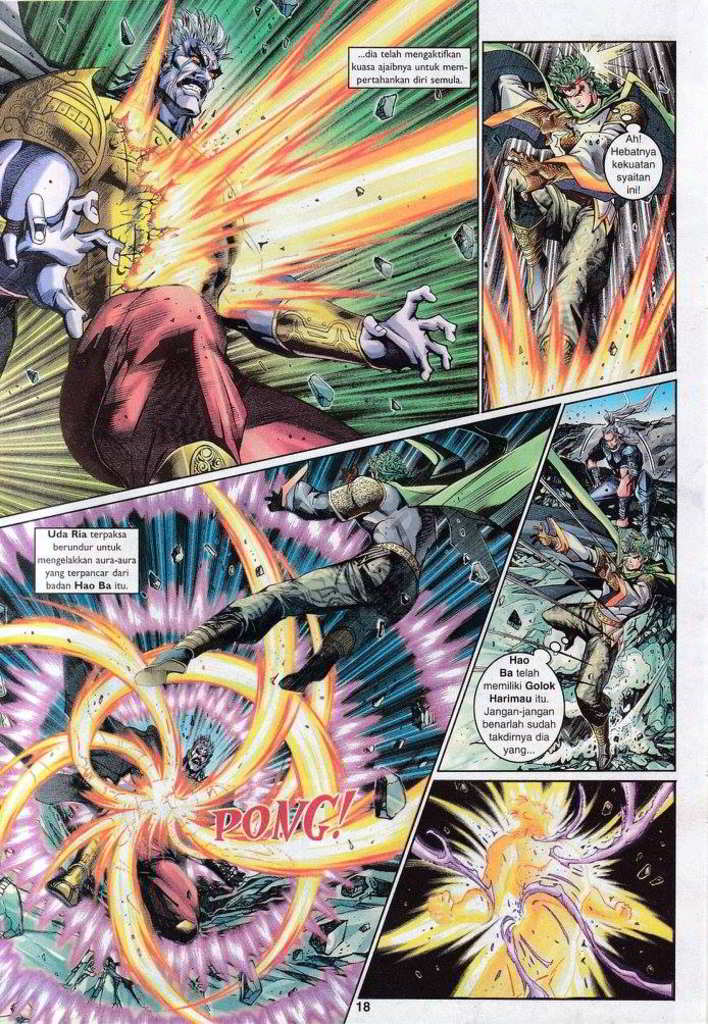 ...dia telah mengaktifkan
kuasa ajaibnya untuk mem-
pertahankan diri semula.
Ah!
Hebatnya
kekuatan
syaitan
ini!
Uda Ria terpaksa
berundur untuk
mengelakkan aura-aura
yang terpancar dari
badan Hao Ba itu.
PONG!
Hao
Ba telah
memiliki Golok
Harimau itu.
Jangan-jangan
benarlah sudah
takdirnya dia
yang...
18